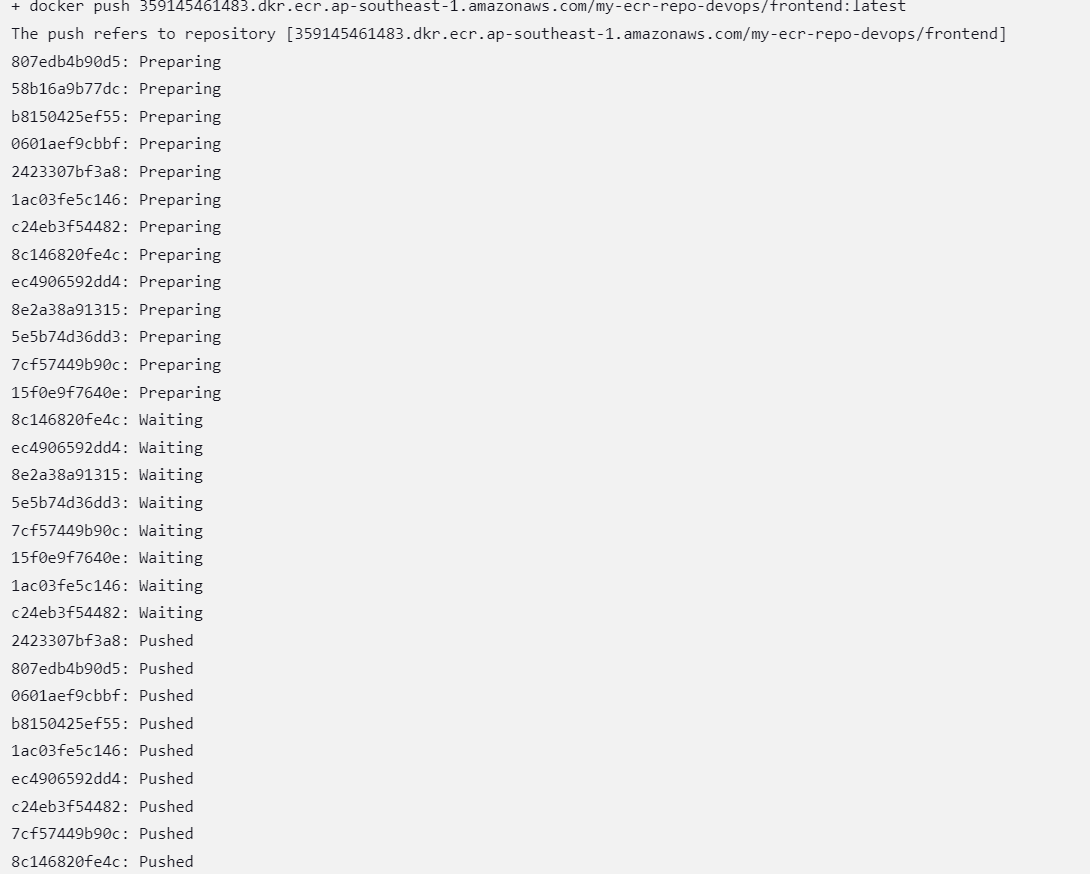 + docker push 359145461483.dkr.ecr.ap-southeast-1.amazonaws.com/my-ecr-repo-devops/frontend:latest
The push refers to repository [359145461483.dkr.ecr.ap-southeast-1.amazonaws.com/my-ecr-repo-devops/frontend]
807edb4b90d5: Preparing
58b16a9b77dc: Preparing
b8150425ef55: Preparing
0601aef9cbbf: Preparing
2423307bf3a8: Preparing
1ac03fe5c146: Preparing
c24eb3f54482: Preparing
8c146820fe4c: Preparing
ec4906592dd4: Preparing
8e2a38a91315: Preparing
5e5b74d36dd3: Preparing
7cf57449b90c: Preparing
15f0e9f7640e: Preparing
8c146820fe4c: Waiting
ec4906592dd4: Waiting
8e2a38a91315: Waiting
5e5b74d36dd3: Waiting
7cf57449b90c: Waiting
15f0e9f7640e: Waiting
1ac03fe5c146: Waiting
c24eb3f54482: Waiting
2423307bf3a8: Pushed
807edb4b90d5: Pushed
0601aef9cbbf: Pushed
b8150425ef55: Pushed
1ac03fe5c146: Pushed
ec4906592dd4: Pushed
c24eb3f54482: Pushed
7cf57449b90c: Pushed
8c146820fe4c: Pushed